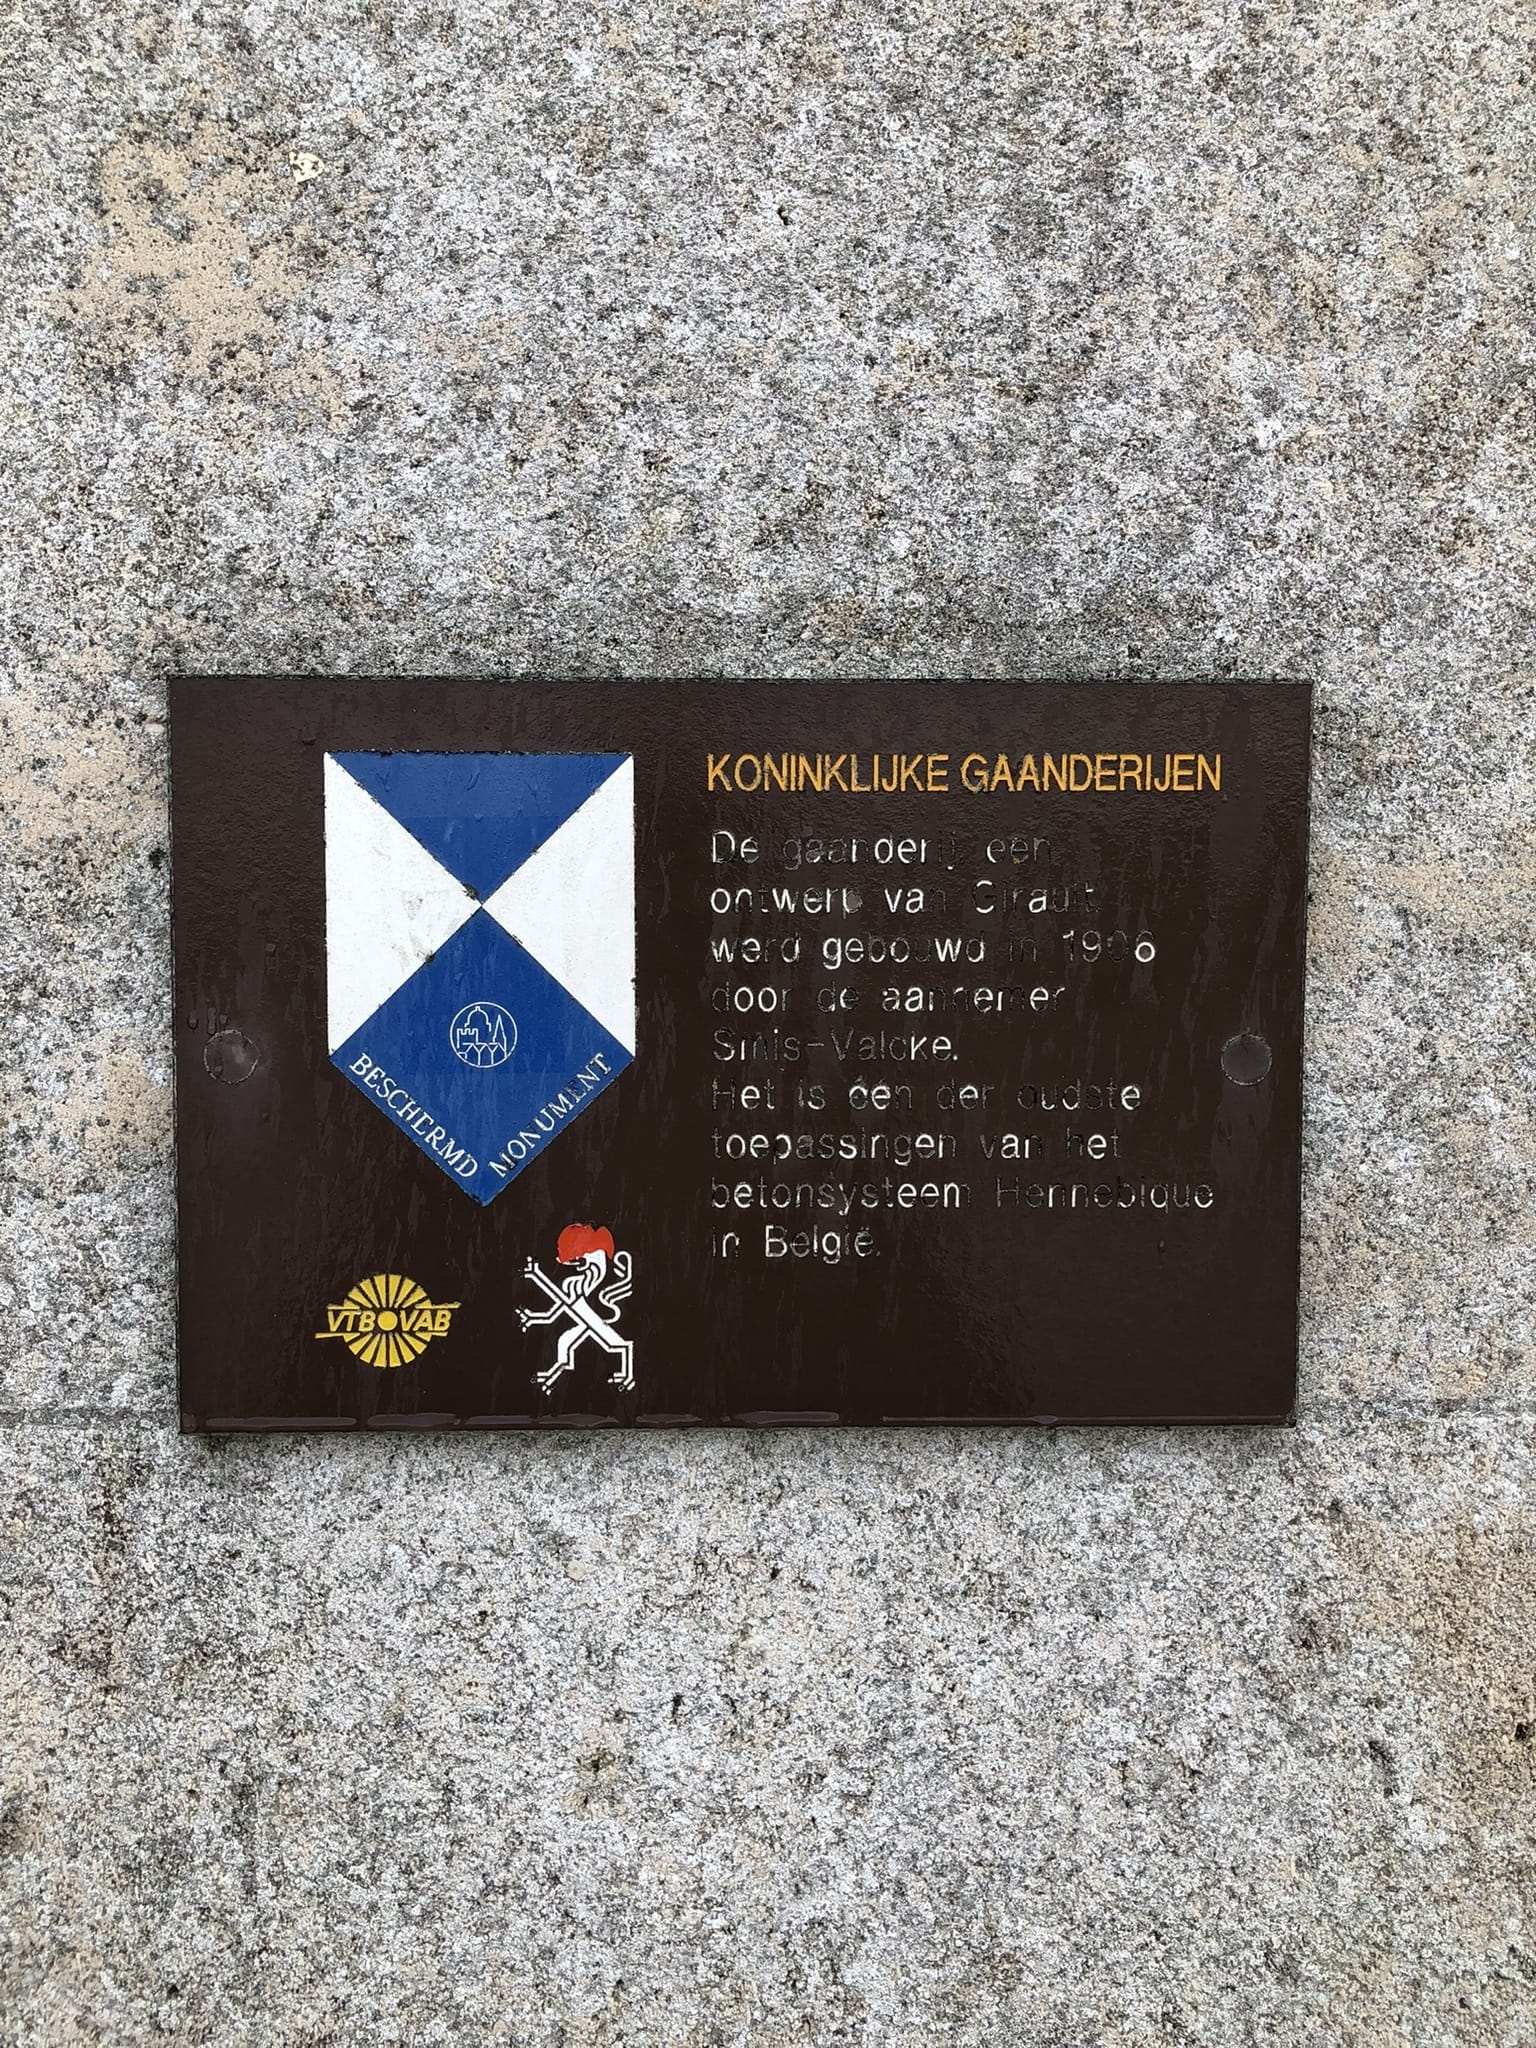 KONINKLIJKE GAANDERIJEN
De gaanderij, een
ontwerp van Girault,
werd gebouwd in 1906
door de aannemer
Smis-Valcke.
Het is één der oudste
toepassingen van het
betonsysteem Hennebique
in België.
BESCHERMD MONUMENT
VTB VAB